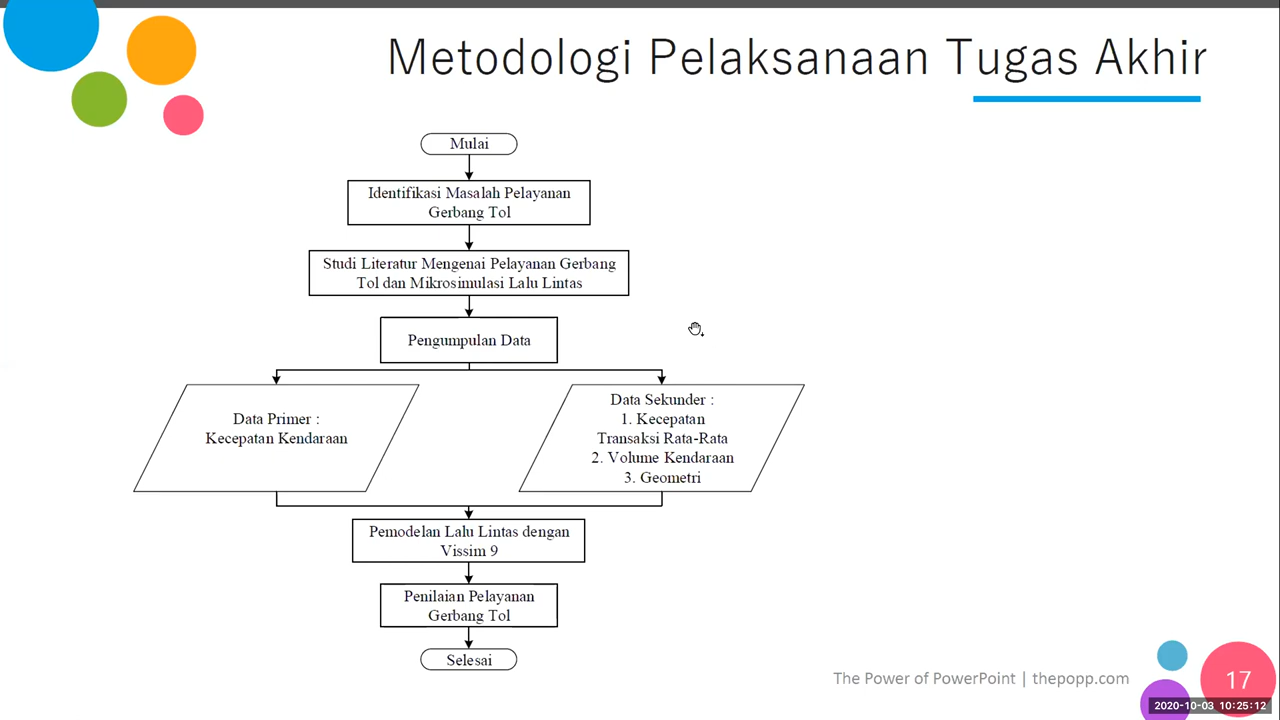 Metodologi Pelaksanaan Tugas Akhir
Mulai
Identifikasi Masalah Pelayanan
Gerbang Tol
Studi Literatur Mengenai Pelayanan Gerbang
Tol dan Mikrosimulasi Lalu Lintas
Pengumpulan Data
Data Primer :
Kecepatan Kendaraan
Data Sekunder :
1. Kecepatan
Transaksi Rata-Rata
2. Volume Kendaraan
3. Geometri
Pemodelan Lalu Lintas dengan
Vissim 9
Penilaian Pelayanan
Gerbang Tol
Selesai
The Power of PowerPoint | thepopp.com
17
2020-10-03 10:25:12